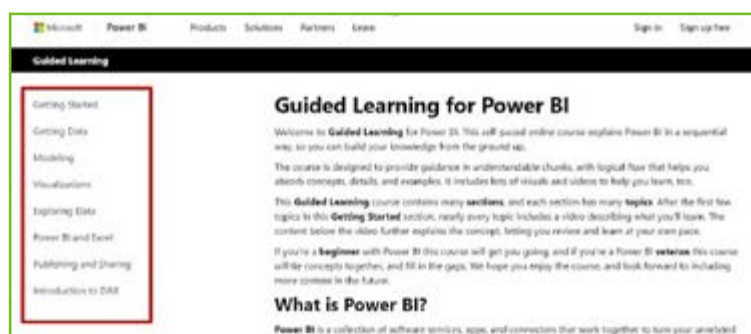 Microsoft Power BI Products Solutions Partners Learn Sign in Sign up free
Guided Learning
Getting Started
Getting Data
Modeling
Visualizations
Exploring Data
Power BI and Excel
Publishing and Sharing
Introduction to DAX
Guided Learning for Power BI
Welcome to Guided Learning for Power BI. This self-paced online course explains Power BI in a sequential
way, so you can build your knowledge from the ground up.
The course is designed to provide guidance in understandable chunks, with logical flow that helps you
absorb concepts, details, and examples. It includes lots of visuals and videos to help you learn, too.
This Guided Learning course contains many sections, and each section has many topics. After the first few
topics in this Getting Started section, nearly every topic includes a video describing what you'll learn. The
content below the video further explains the concept, letting you review and learn at your own pace.
If you're a beginner with Power BI this course will get you going, and if you're a Power BI veteran this course
will tie concepts together, and fill in the gaps. We hope you enjoy the course, and look forward to including
more content in the future.
What is Power BI?
Power BI is a collection of software services, apps, and connectors that work together to turn your unrelated